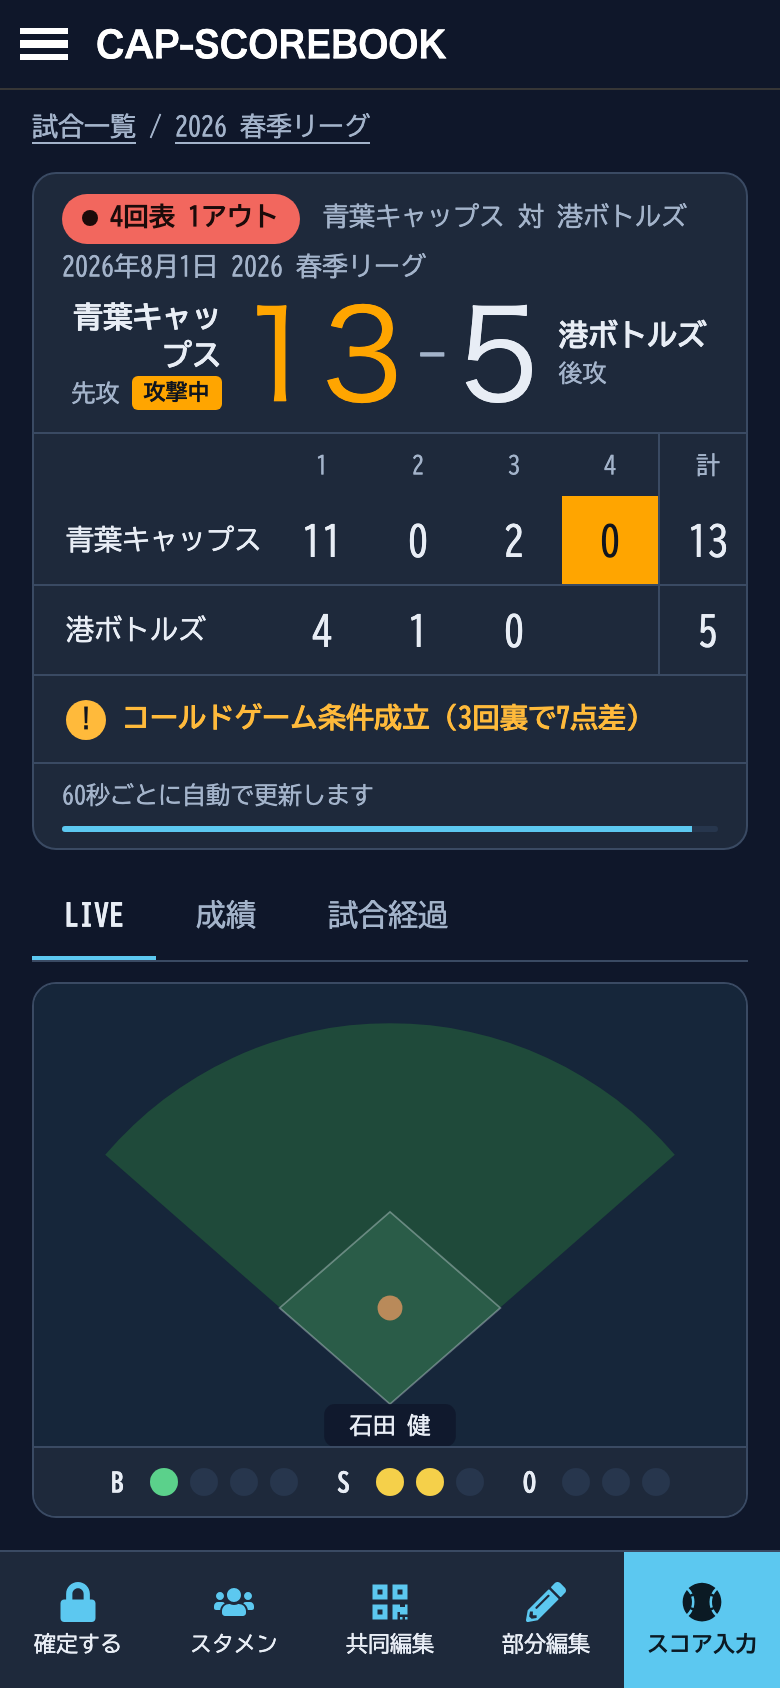 CAP-SCOREBOOK
試合一覧 / 2026 春季リーグ
4回表 1アウト 青葉キャップス 対 港ボトルズ
2026年8月1日 2026 春季リーグ
青葉キャッ
プス
先攻 攻撃中
13-5
港ボトルズ
後攻
1 2 3 4 計
青葉キャップス 11 0 2 0 13
港ボトルズ 4 1 0 5
! コールドゲーム条件成立（3回裏で7点差）
60秒ごとに自動で更新します
LIVE 成績 試合経過
石田 健
B S O
確定する スタメン 共同編集 部分編集 スコア入力